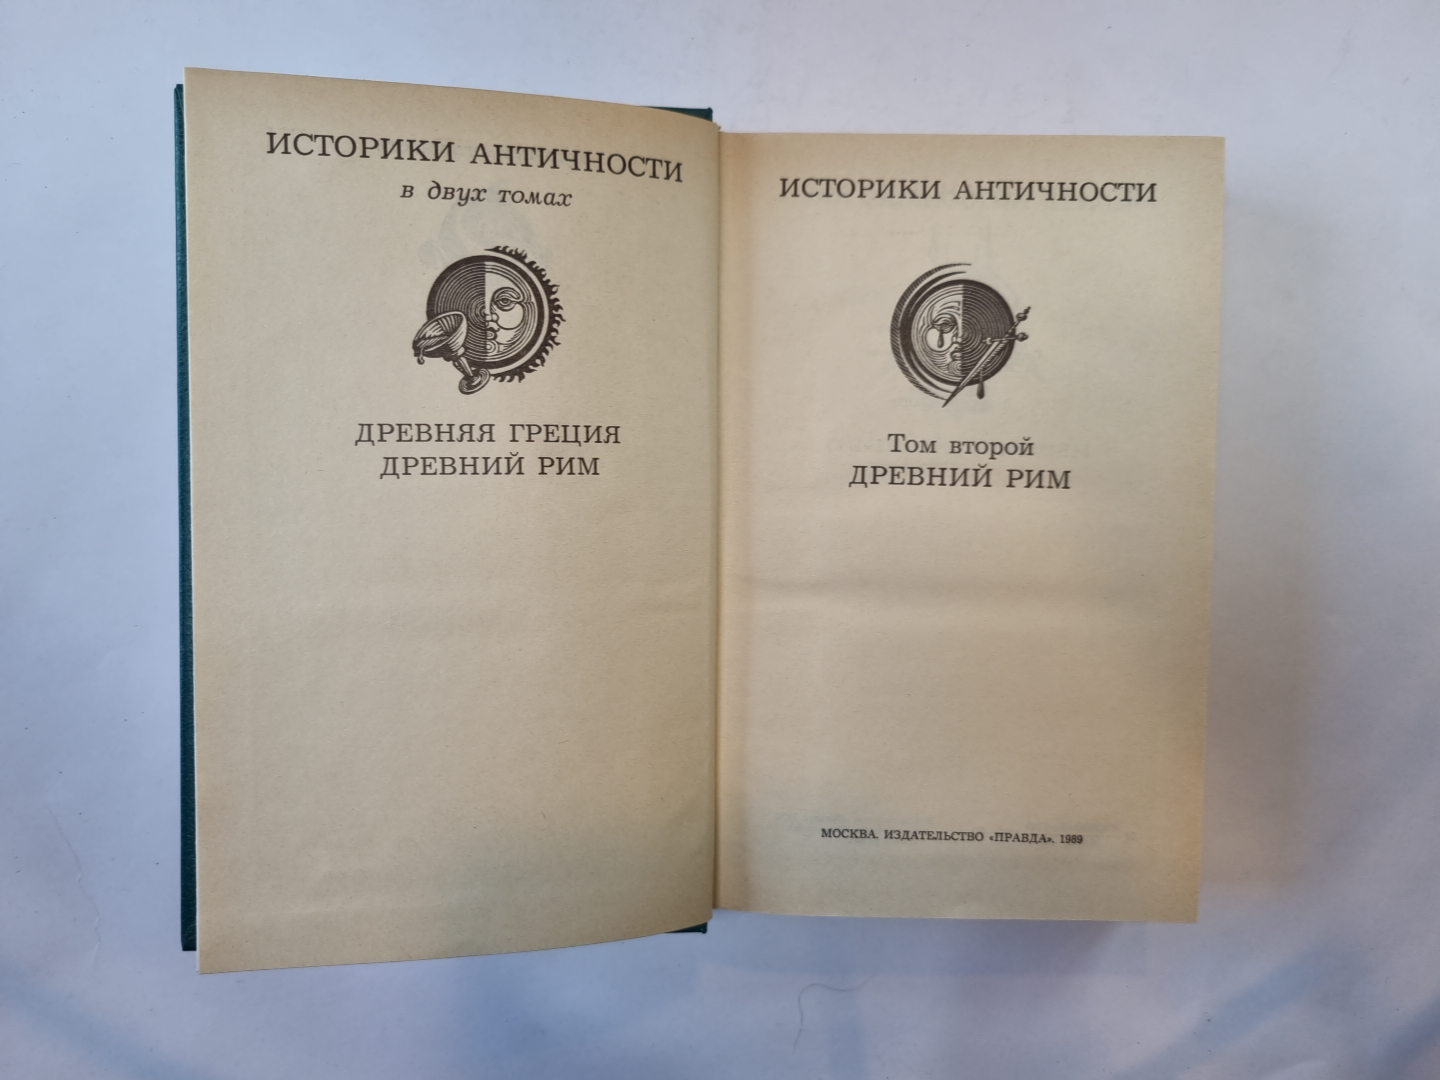 ИСТОРИКИ АНТИЧНОСТИ
в двух томах
ДРЕВНЯЯ ГРЕЦИЯ
ДРЕВНИЙ РИМ
ИСТОРИКИ АНТИЧНОСТИ
Том второй
ДРЕВНИЙ РИМ
МОСКВА. ИЗДАТЕЛЬСТВО «ПРАВДА». 1989